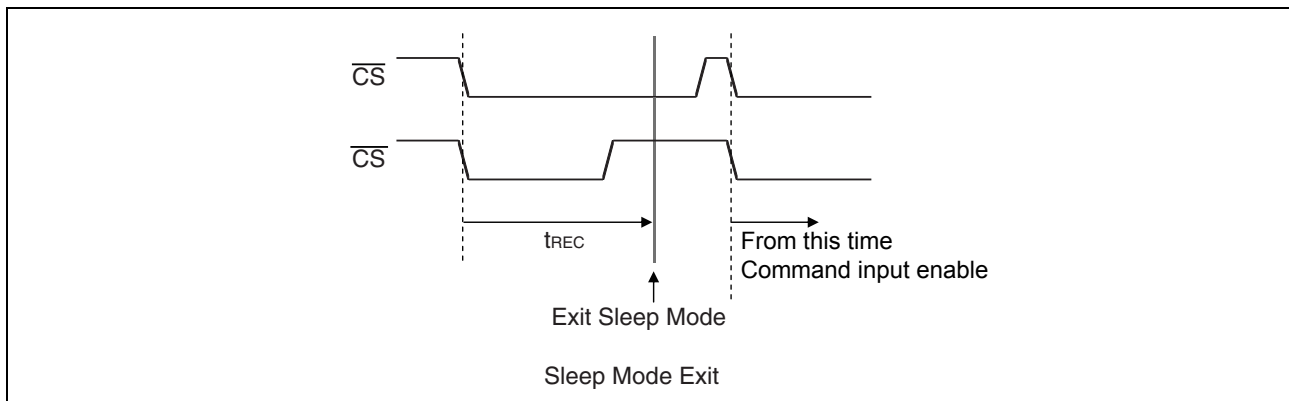 CS
CS
tREC
From this time
Command input enable
Exit Sleep Mode
Sleep Mode Exit